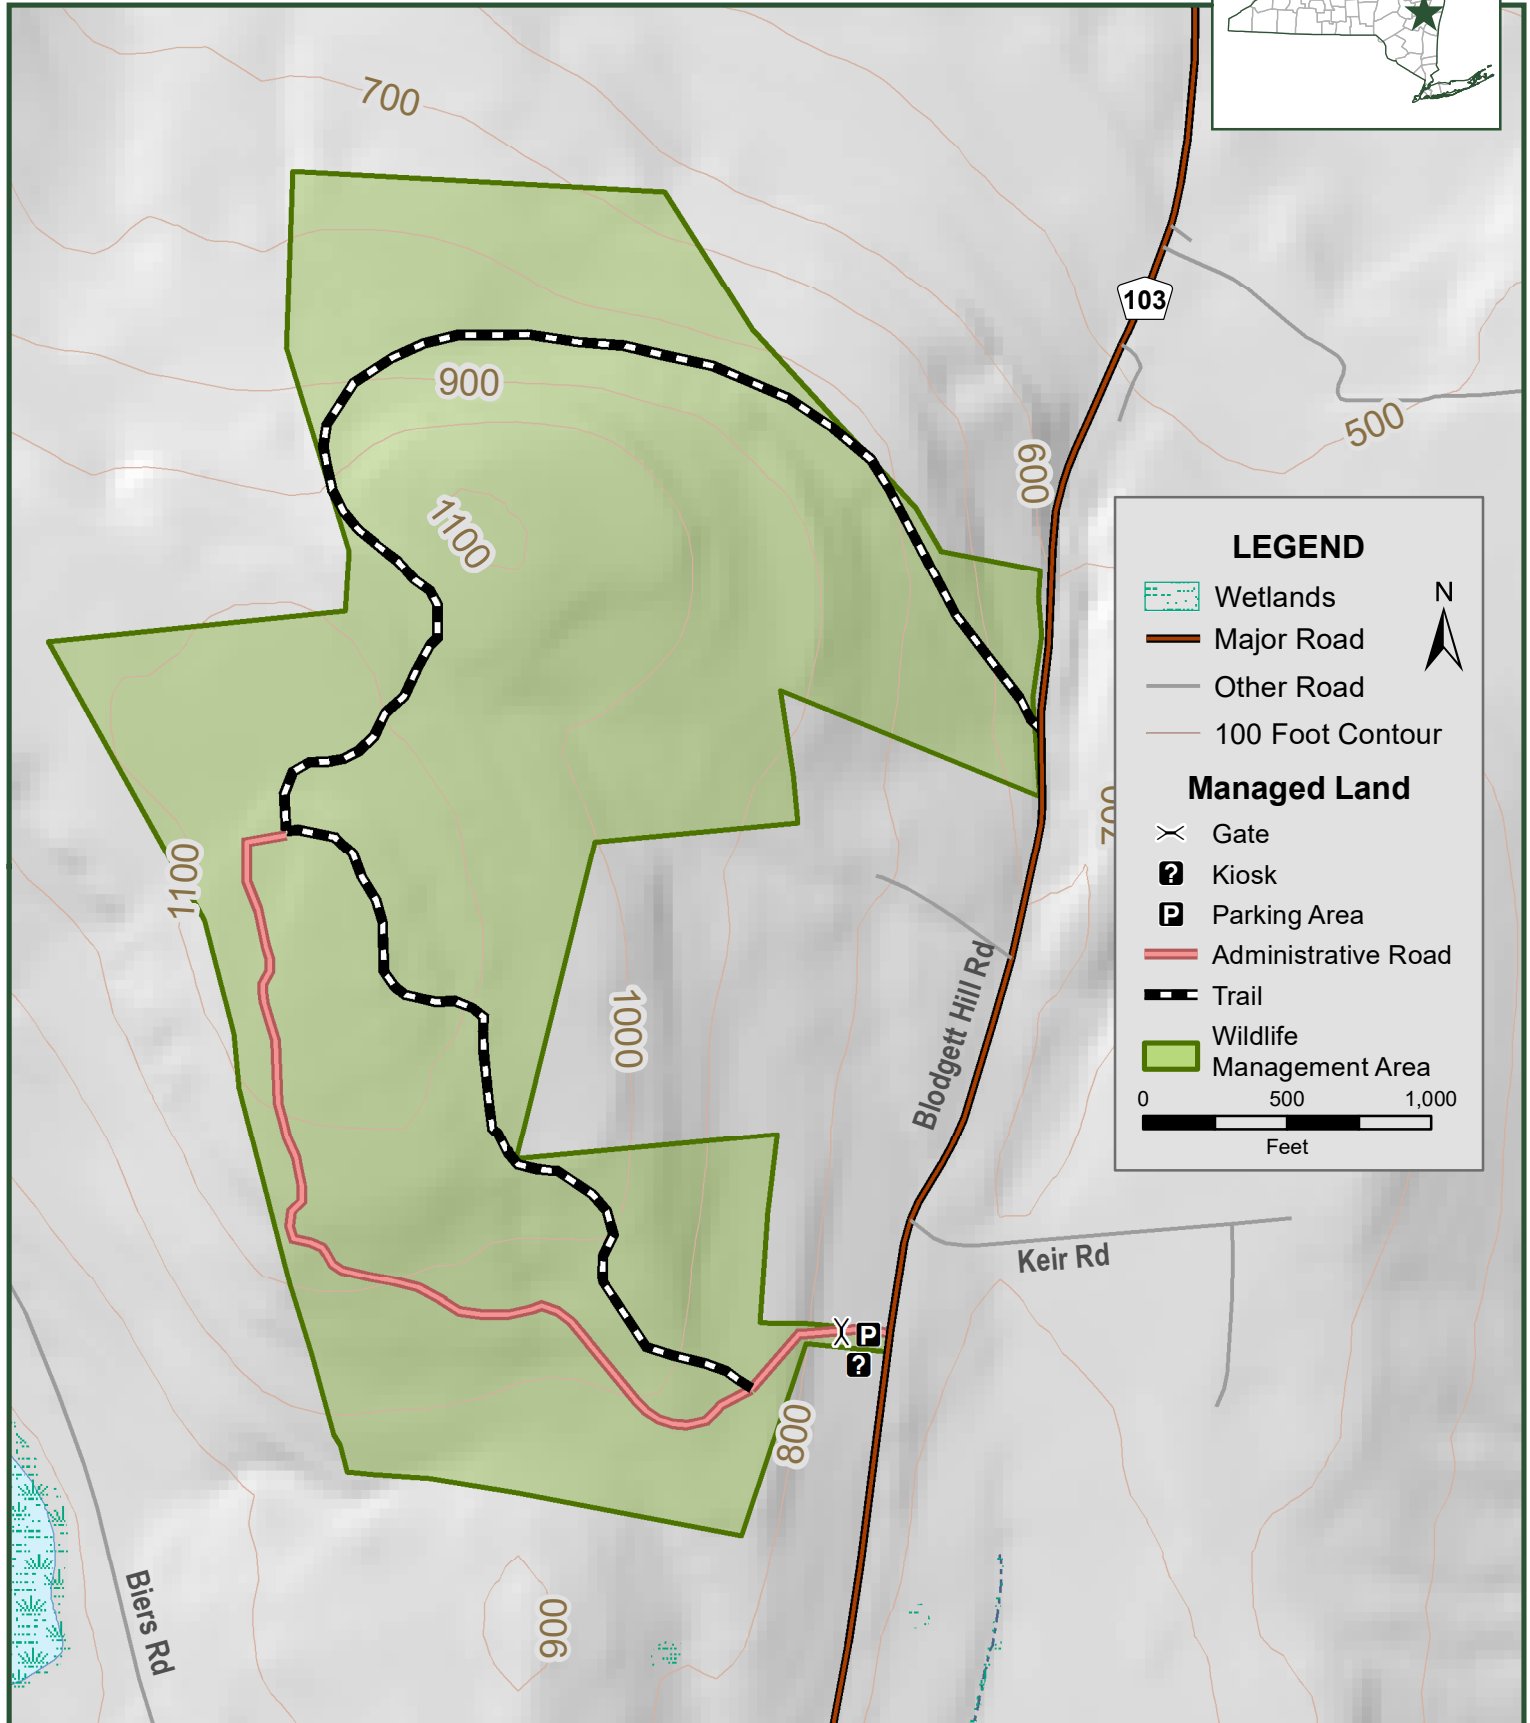 700
103
900
500
600
1100
LEGEND
Wetlands
N
Major Road
Other Road
100 Foot Contour
Managed Land
700
Gate
1100
Kiosk
Parking Area
Administrative Road
Trail
1000
Blodgett Hill Rd
Wildlife
Management Area
0 500 1,000
Feet
Keir Rd
P
?
800
Biers Rd
900